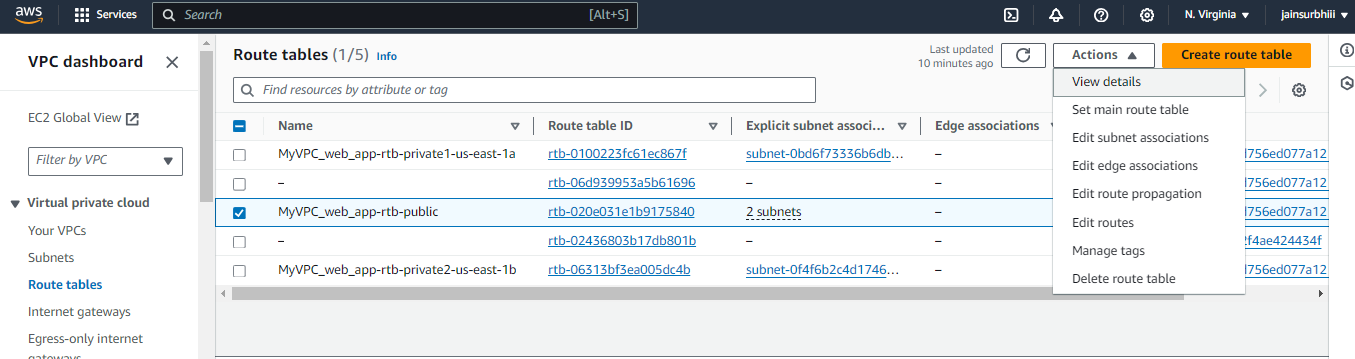 aws
Services
Search
[Alt+S]
N. Virginia
jainsurbhiii
VPC dashboard
EC2 Global View
Filter by VPC
Virtual private cloud
Your VPCs
Subnets
Route tables
Internet gateways
Egress-only internet
gateways
Route tables (1/5) Info
Last updated
10 minutes ago
Actions
Create route table
Find resources by attribute or tag
Name Route table ID Explicit subnet associ... Edge associations
MyVPC_web_app-rtb-private1-us-east-1a rtb-0100223fc61ec867f subnet-0bd6f73336b6db... – d756ed077a12
– rtb-06d939953a5b61696 – – d756ed077a12
MyVPC_web_app-rtb-public rtb-020e031e1b9175840 2 subnets – d756ed077a12
– rtb-02436803b17db801b – – 2f4ae424434f
MyVPC_web_app-rtb-private2-us-east-1b rtb-06313bf3ea005dc4b subnet-0f4f6b2c4d1746... – d756ed077a12
View details
Set main route table
Edit subnet associations
Edit edge associations
Edit route propagation
Edit routes
Manage tags
Delete route table